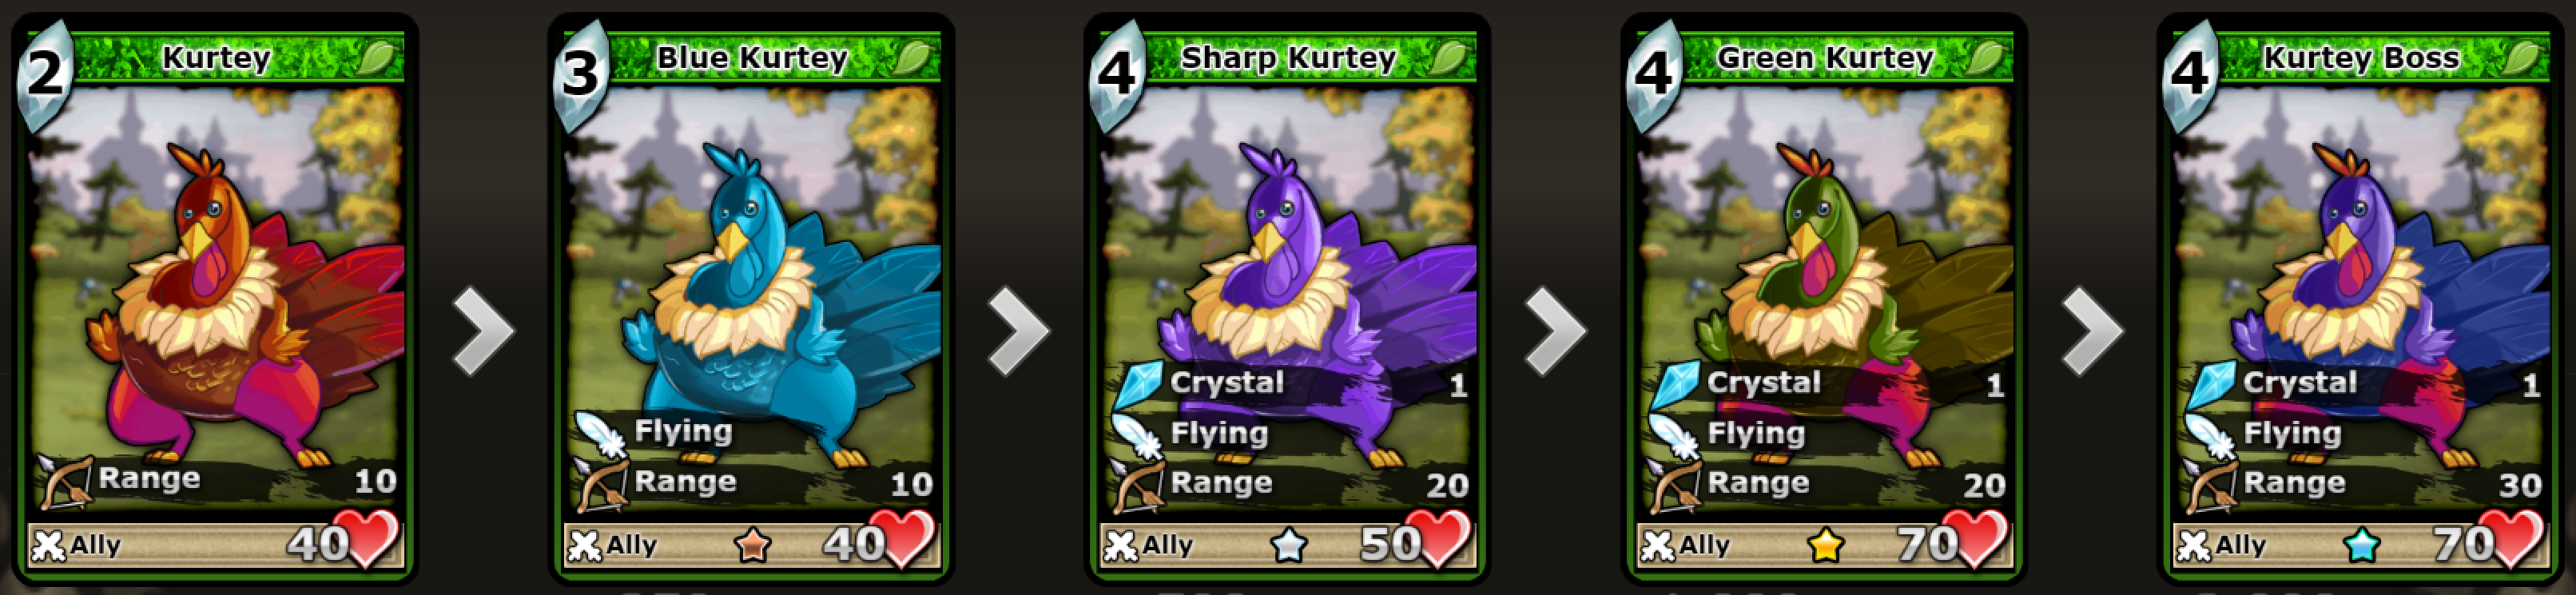 2 Kurtey
Range 10
Ally 40
3 Blue Kurtey
Flying
Range 10
Ally 40
4 Sharp Kurtey
Crystal 1
Flying
Range 20
Ally 50
4 Green Kurtey
Crystal 1
Flying
Range 20
Ally 70
4 Kurtey Boss
Crystal 1
Flying
Range 30
Ally 70